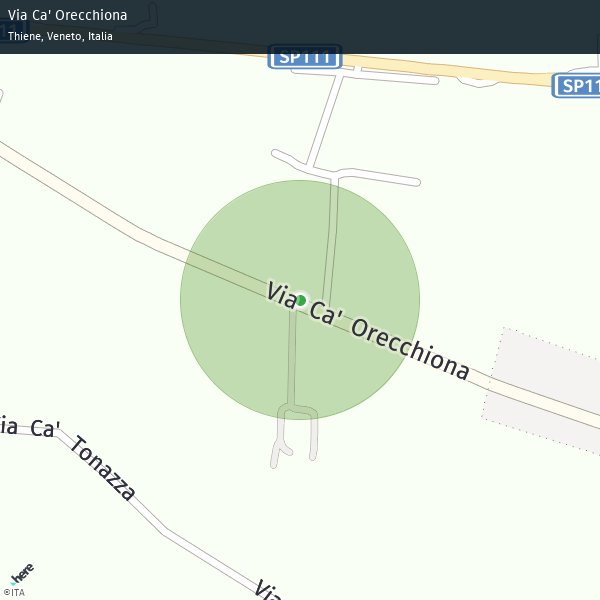 Via Ca' Orecchiona
Thiene, Veneto, Italia
SP111
SP11
Via Ca' Orecchiona
ia Ca' Tonazza
Via
here
©ITA